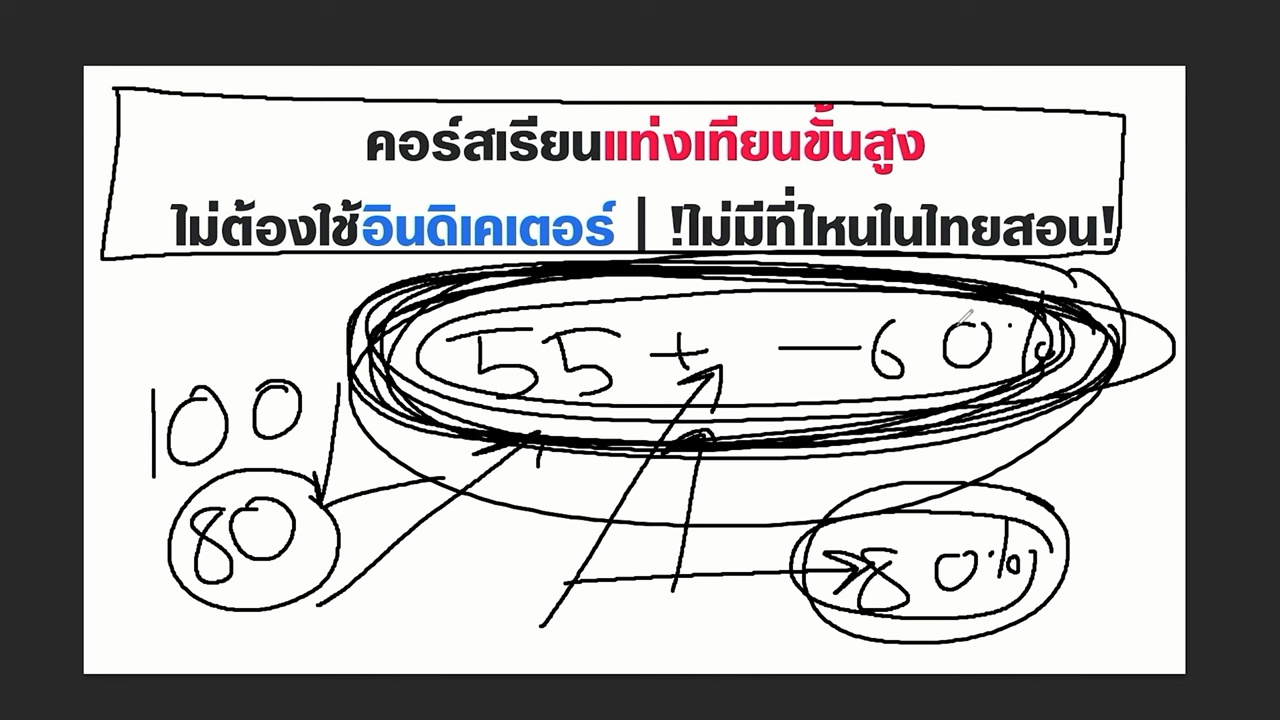 คอร์สเรียนแท่งเทียนขั้นสูง
ไม่ต้องใช้อินดิเคเตอร์ | !ไม่มีที่ไหนในไทยสอน!
55+ —60%
100
80
80%